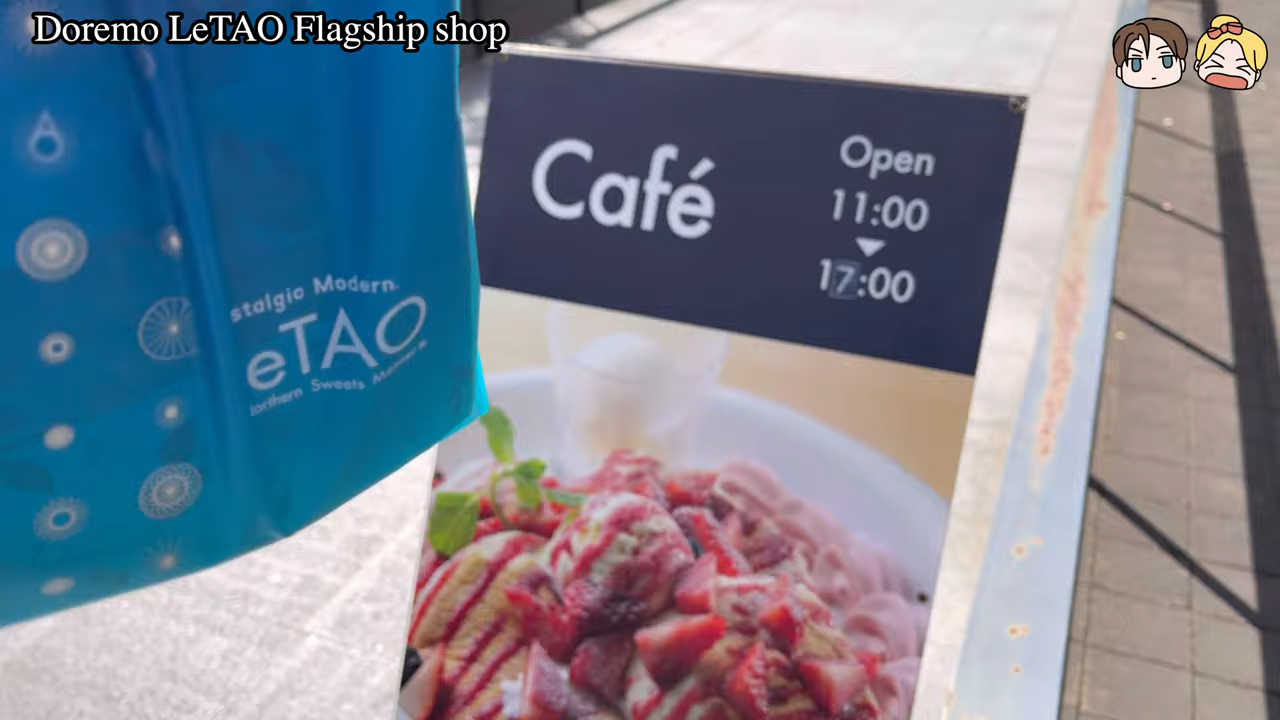 Doremo LeTAO Flagship shop
Café
Open
11:00
17:00
stalgic Modern.
eTAO
orthern Sweets